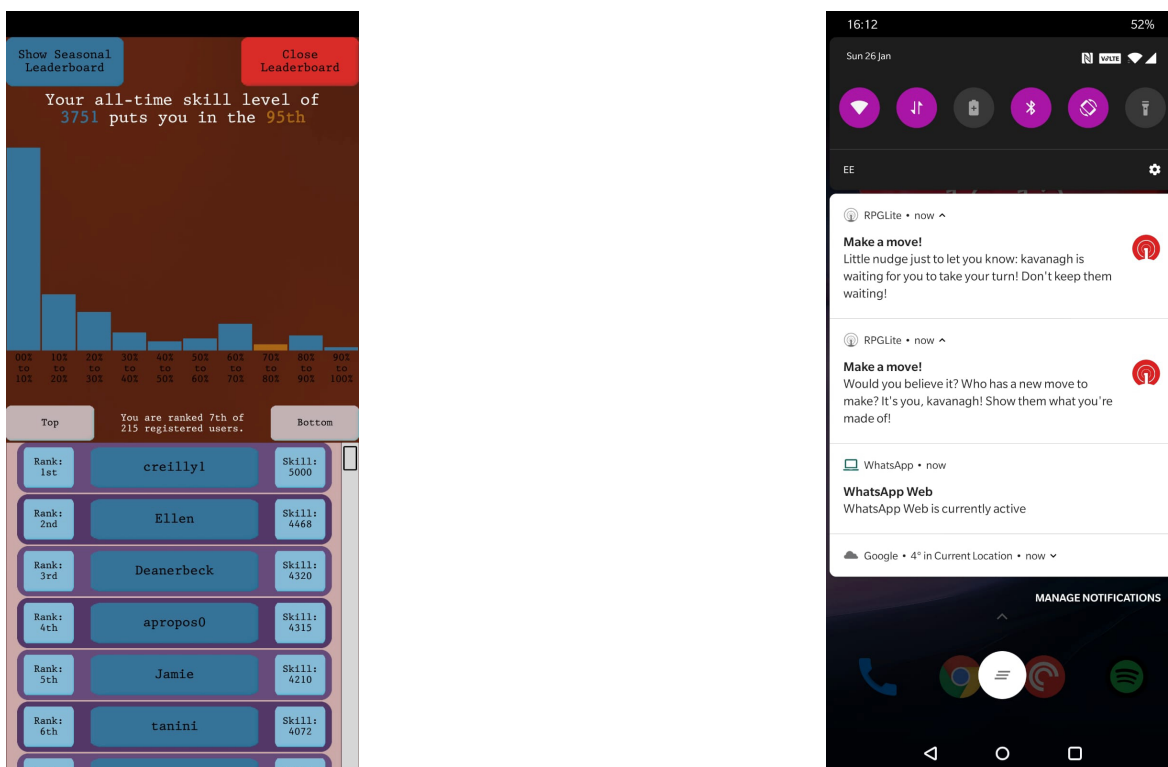 Show Seasonal
Leaderboard
Close
Leaderboard
Your all-time skill level of
3751 puts you in the 95th
00% to 10%
10% to 20%
20% to 30%
30% to 40%
40% to 50%
50% to 60%
60% to 70%
70% to 80%
80% to 90%
90% to 100%
Top
You are ranked 7th of
215 registered users.
Bottom
Rank: 1st
creilly1
Skill: 5000
Rank: 2nd
Ellen
Skill: 4468
Rank: 3rd
Deanerbeck
Skill: 4320
Rank: 4th
apropos0
Skill: 4315
Rank: 5th
Jamie
Skill: 4210
Rank: 6th
tanini
Skill: 4072
16:12
52%
Sun 26 Jan
VoLTE
EE
RPGLite • now
Make a move!
Little nudge just to let you know: kavanagh is
waiting for you to take your turn! Don't keep them
waiting!
RPGLite • now
Make a move!
Would you believe it? Who has a new move to
make? It's you, kavanagh! Show them what you're
made of!
WhatsApp • now
WhatsApp Web
WhatsApp Web is currently active
Google • 4° in Current Location • now
MANAGE NOTIFICATIONS